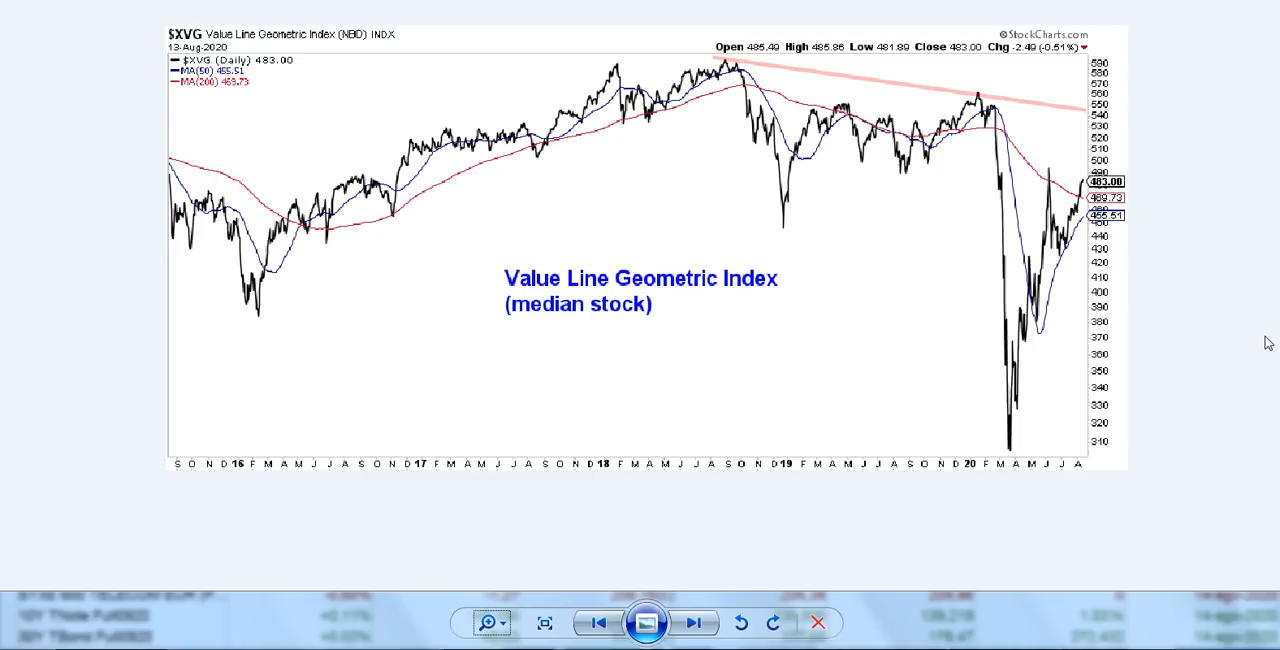 $XVG Value Line Geometric Index (NBD) INDX
©StockCharts.com
13-Aug-2020
Open 485.49 High 485.86 Low 481.89 Close 483.00 Chg -2.49 (-0.51%)
$XVG (Daily) 483.00
MA(50) 455.51
MA(200) 469.73
590
580
570
560
550
540
530
520
510
500
490
483.00
469.73
460
455.51
440
430
420
410
400
390
380
370
360
350
340
330
320
310
Value Line Geometric Index
(median stock)
S O N D 16 F M A M J J A S O N D 17 F M A M J J A S O N D 18 F M A M J J A S O N D 19 F M A M J J A S O N D 20 F M A M J J A